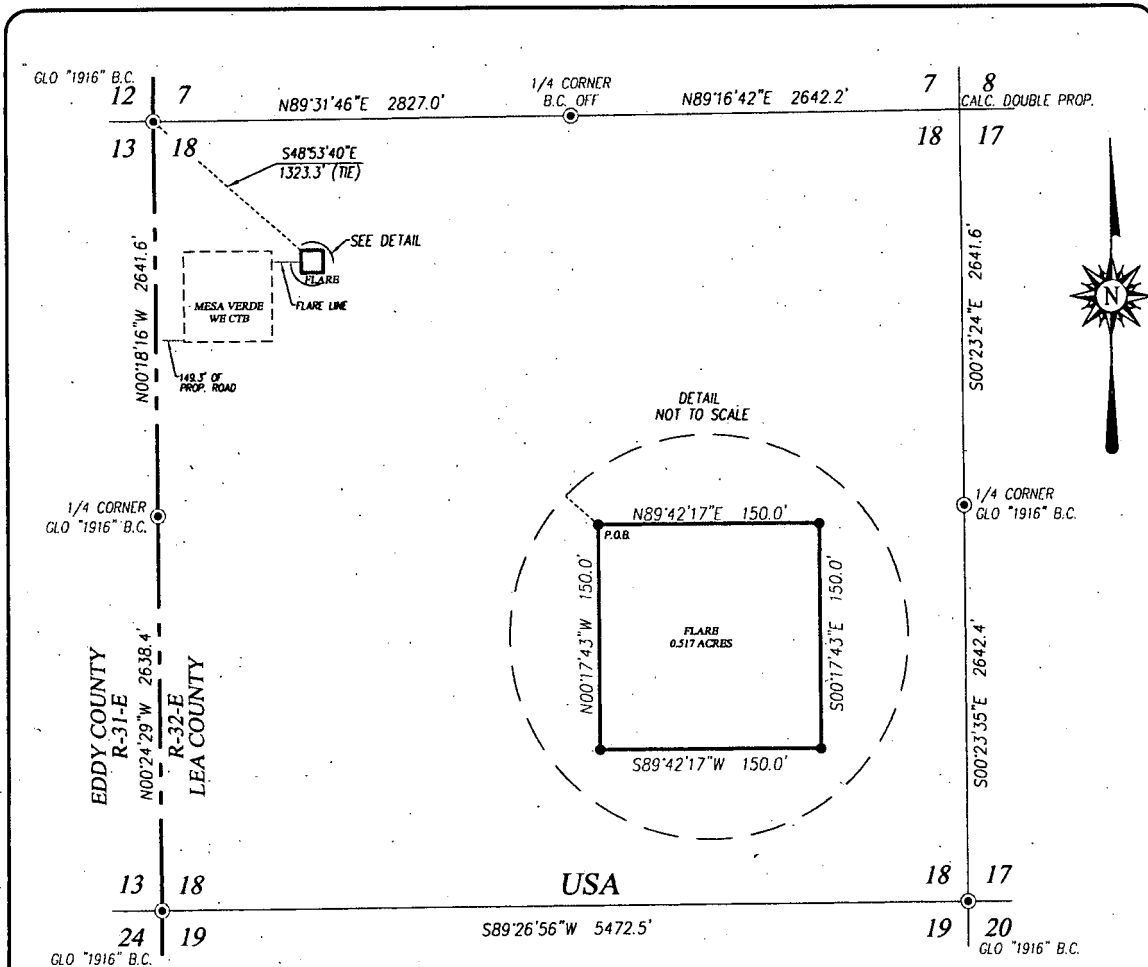 GLO "1916" B.C.
12 7
N89°31'46"E 2827.0'
1/4 CORNER
B.C. OFF
N89°16'42"E 2642.2'
7 8
CALC. DOUBLE PROP.
13 18
18 17
S48°53'40"E
1323.3' (TIE)
SEE DETAIL
FLARE
FLARE LINE
MESA VERDE
WE CTB
149.3' OF
PROP. ROAD
N00°18'16"W 2641.6'
S00°23'24"E 2641.6'
N
DETAIL
NOT TO SCALE
1/4 CORNER
GLO "1916" B.C.
1/4 CORNER
GLO "1916" B.C.
N89°42'17"E 150.0'
P.O.B.
N00°17'43"W 150.0'
S00°17'43"E 150.0'
FLARE
0.517 ACRES
S89°42'17"W 150.0'
EDDY COUNTY
R-31-E
N00°24'29"W 2638.4'
R-32-E
LEA COUNTY
S00°23'35"E 2642.4'
13 18
USA
18 17
S89°26'56"W 5472.5'
24 19
GLO "1916" B.C.
19 20
GLO "1916" B.C.